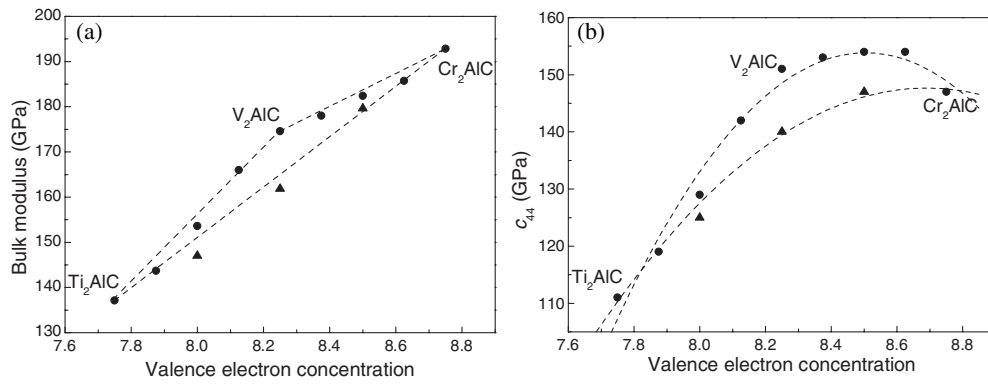 (a)
200
190
180
170
160
150
140
130
Bulk modulus (GPa)
Ti₂AlC
V₂AlC
Cr₂AlC
7.6 7.8 8.0 8.2 8.4 8.6 8.8
Valence electron concentration
(b)
160
150
140
130
120
110
c₄₄ (GPa)
Ti₂AlC
V₂AlC
Cr₂AlC
7.6 7.8 8.0 8.2 8.4 8.6 8.8
Valence electron concentration